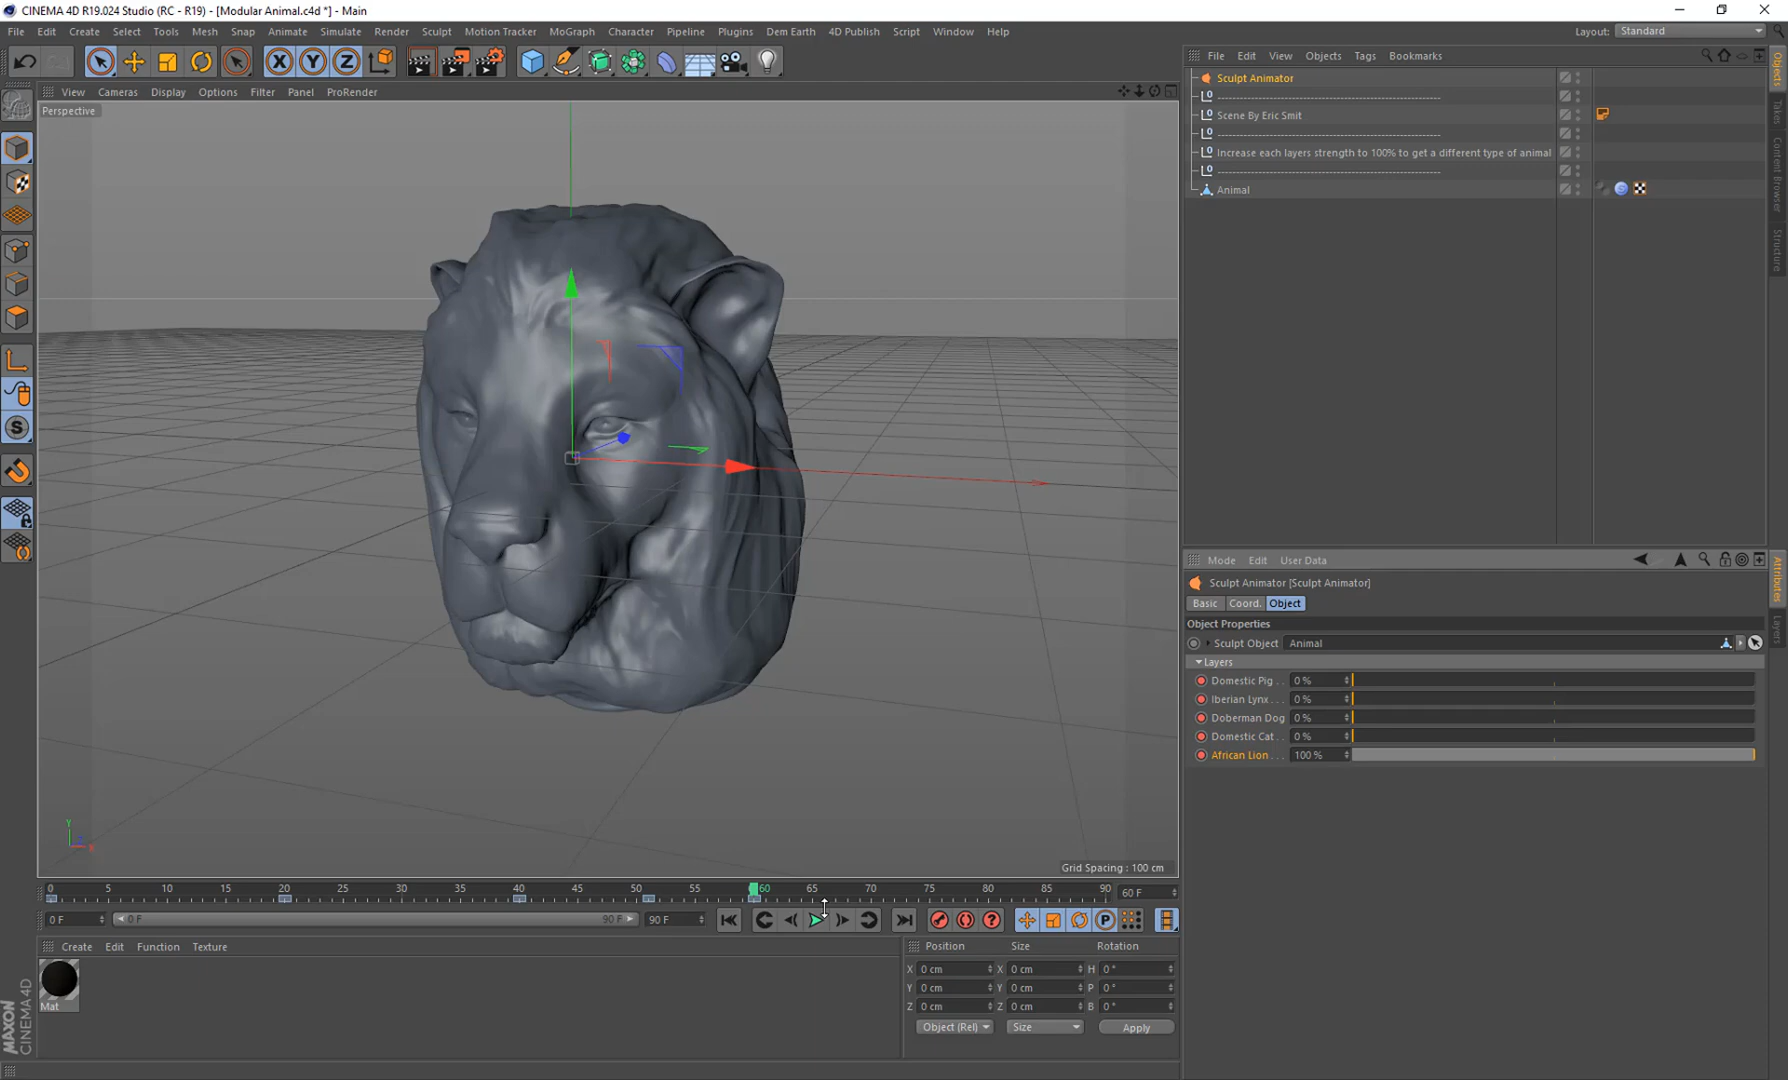 CINEMA 4D R19.024 Studio (RC - R19) - [Modular Animal.c4d *] - Main
File Edit Create Select Tools Mesh Snap Animate Simulate Render Sculpt Motion Tracker MoGraph Character Pipeline Plugins Dem Earth 4D Publish Script Window Help Layout: Standard
X Y Z
File Edit View Objects Tags Bookmarks
View Cameras Display Options Filter Panel ProRender
Perspective
Sculpt Animator
Scene By Eric Smit
Increase each layers strength to 100% to get a different type of animal
Animal
Objects
Takes
Content Browser
Structure
Mode Edit User Data
Sculpt Animator [Sculpt Animator]
Basic Coord. Object
Object Properties
Sculpt Object Animal
Layers
Domestic Pig . . 0 %
Iberian Lynx . . . 0 %
Doberman Dog 0 %
Domestic Cat . . 0 %
African Lion . . . 100 %
Attributes
Layers
Y
Z
X
Grid Spacing : 100 cm
0 5 10 15 20 25 30 35 40 45 50 55 60 65 70 75 80 85 90 60 F
0 F 0 F 90 F 90 F
Create Edit Function Texture
Mat
Position Size Rotation
X 0 cm X 0 cm H 0 °
Y 0 cm Y 0 cm P 0 °
Z 0 cm Z 0 cm B 0 °
Object (Rel) Size Apply
MAXON
CINEMA 4D